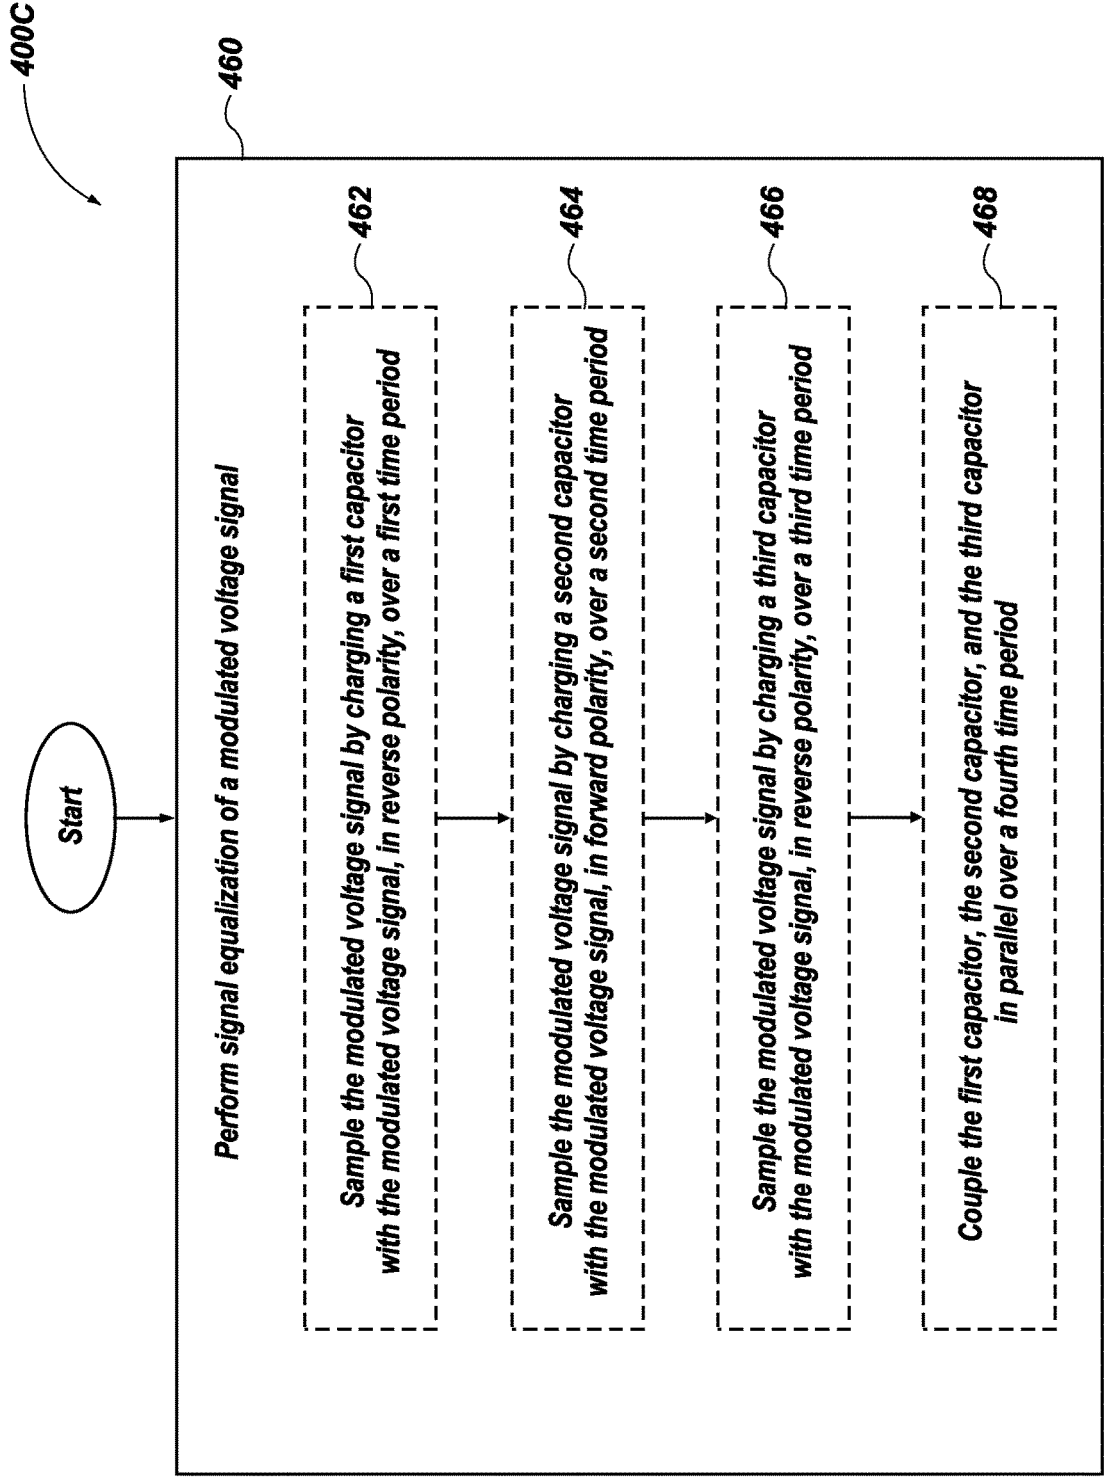 400C
Start
460
Perform signal equalization of a modulated voltage signal
462
Sample the modulated voltage signal by charging a first capacitor
with the modulated voltage signal, in reverse polarity, over a first time period
464
Sample the modulated voltage signal by charging a second capacitor
with the modulated voltage signal, in forward polarity, over a second time period
466
Sample the modulated voltage signal by charging a third capacitor
with the modulated voltage signal, in reverse polarity, over a third time period
468
Couple the first capacitor, the second capacitor, and the third capacitor
in parallel over a fourth time period